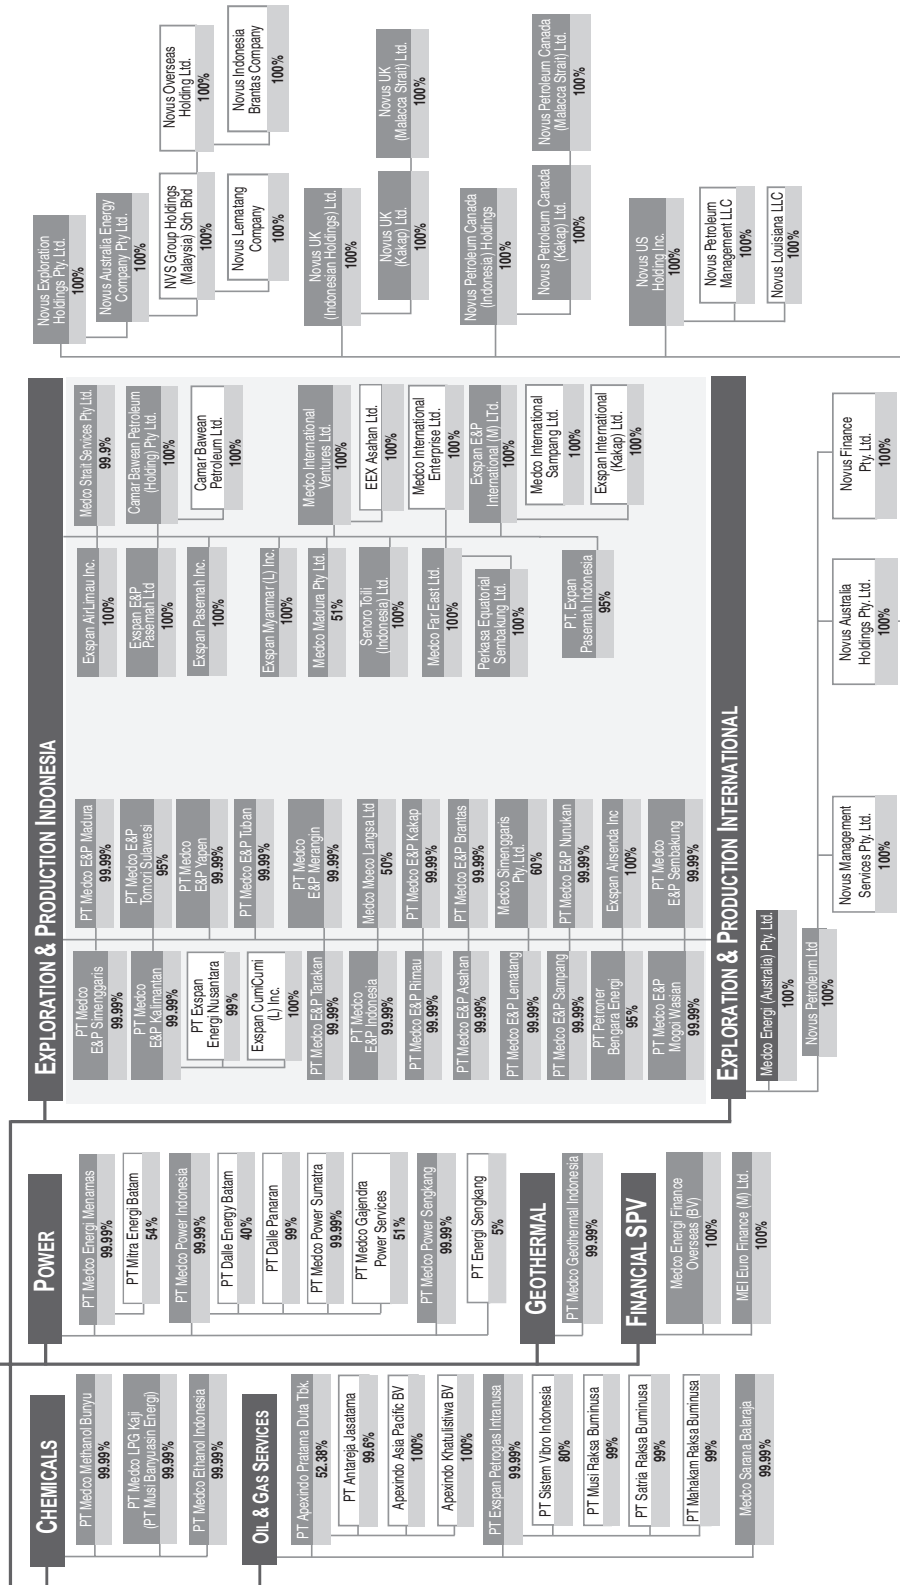 CHEMICALS
PT Medco Methanol Bunyu
99.99%
PT Medco LPG Kaji
(PT Musi Banyuasin Energi)
99.99%
PT Medco Ethanol Indonesia
99.99%
OIL & GAS SERVICES
PT Apexindo Pratama Duta Tbk.
52.38%
PT Antareja Jasatama
99.6%
Apexindo Asia Pacific BV
100%
Apexindo Khatulistiwa BV
100%
PT Exspan Petrogas Intranusa
99.99%
PT Sistem Vibro Indonesia
80%
PT Musi Raksa Buminusa
99%
PT Satria Raksa Buminusa
99%
PT Mahakam Raksa Buminusa
99%
Medco Sarana Balaraja
99.99%
POWER
PT Medco Energi Menamas
99.99%
PT Mitra Energi Batam
54%
PT Medco Power Indonesia
99.99%
PT Dalle Energy Batam
40%
PT Dalle Panaran
99%
PT Medco Power Sumatra
99.99%
PT Medco Gajendra
Power Services
51%
PT Medco Power Sengkang
99.99%
PT Energi Sengkang
5%
GEOTHERMAL
PT Medco Geothermal Indonesia
99.99%
FINANCIAL SPV
Medco Energi Finance
Overseas (BV)
100%
MEI Euro Finance (M) Ltd.
100%
EXPLORATION & PRODUCTION INDONESIA
PT Medco
E&P Simenggaris
99.99%
PT Medco
E&P Kalimantan
99.99%
PT Exspan
Energi Nusantara
99%
Exspan CumiCumi
(L) Inc.
100%
PT Medco E&P Tarakan
99.99%
PT Medco
E&P Indonesia
99.99%
PT Medco E&P Rimau
99.99%
PT Medco E&P Asahan
99.99%
PT Medco E&P Lematang
99.99%
PT Medco E&P Sampang
99.99%
PT Petroner
Bengara Energi
95%
PT Medco E&P
Mogoi Wasian
99.99%
PT Medco E&P Madura
99.99%
PT Medco E&P
Tomori Sulawesi
95%
PT Medco
E&P Yapen
99.99%
PT Medco E&P Tuban
99.99%
PT Medco
E&P Merangin
99.99%
Medco Moeco Langsa Ltd
50%
PT Medco E&P Kakap
99.99%
PT Medco E&P Brantas
99.99%
Medco Simenggaris
Pty.Ltd.
60%
PT Medco E&P Nunukan
99.99%
Exspan Airsenda Inc
100%
PT Medco
E&P Sembakung
99.99%
Exspan AirLimau Inc.
100%
Exspan E&P
Pasemah Ltd
100%
Exspan Pasemah Inc.
100%
Exspan Myanmar (L) Inc.
100%
Medco Madura Pty Ltd.
51%
Senoro Toili
(Indonesia) Ltd.
100%
Medco Far East Ltd.
100%
Perkasa Equatorial
Sembakung Ltd.
100%
PT. Expan
Pasemah Indonesia
95%
Medco Strait Services Pty Ltd.
99.9%
Camar Bawean Petroleum
(Holding) Pty Ltd.
100%
Camar Bawean
Petroleum Ltd.
100%
Medco International
Ventures Ltd.
100%
EEX Asahan Ltd.
100%
Medco International
Enterprise Ltd.
100%
Exspan E&P
International (M) LTd.
100%
Medco International
Sampang Ltd.
100%
Exspan International
(Kakap) Ltd.
100%
EXPLORATION & PRODUCTION INTERNATIONAL
Medco Energi (Australia) Pty. Ltd.
100%
Novus Petroleum Ltd
100%
Novus Management
Services Pty. Ltd.
100%
Novus Australia
Holdings Pty. Ltd.
100%
Novus Finance
Pty. Ltd.
100%
Novus Exploration
Holdings Pty. Ltd.
100%
Novus Australia Energy
Company Pty Ltd.
100%
NVS Group Holdings
(Malaysia) Sdn Bhd
100%
Novus Overseas
Holding Ltd.
100%
Novus Lematang
Company
100%
Novus Indonesia
Brantas Company
100%
Novus UK
(Indonesian Holdings) Ltd.
100%
Novus UK
(Kakap) Ltd.
100%
Novus UK
(Malacca Strait) Ltd.
100%
Novus Petroleum Canada
(Indonesia) Holdings
100%
Novus Petroleum Canada
(Kakap) Ltd.
100%
Novus Petroleum Canada
(Malacca Strait) Ltd.
100%
Novus US
Holding Inc.
100%
Novus Petroleum
Management LLC
100%
Novus Louisiana LLC
100%